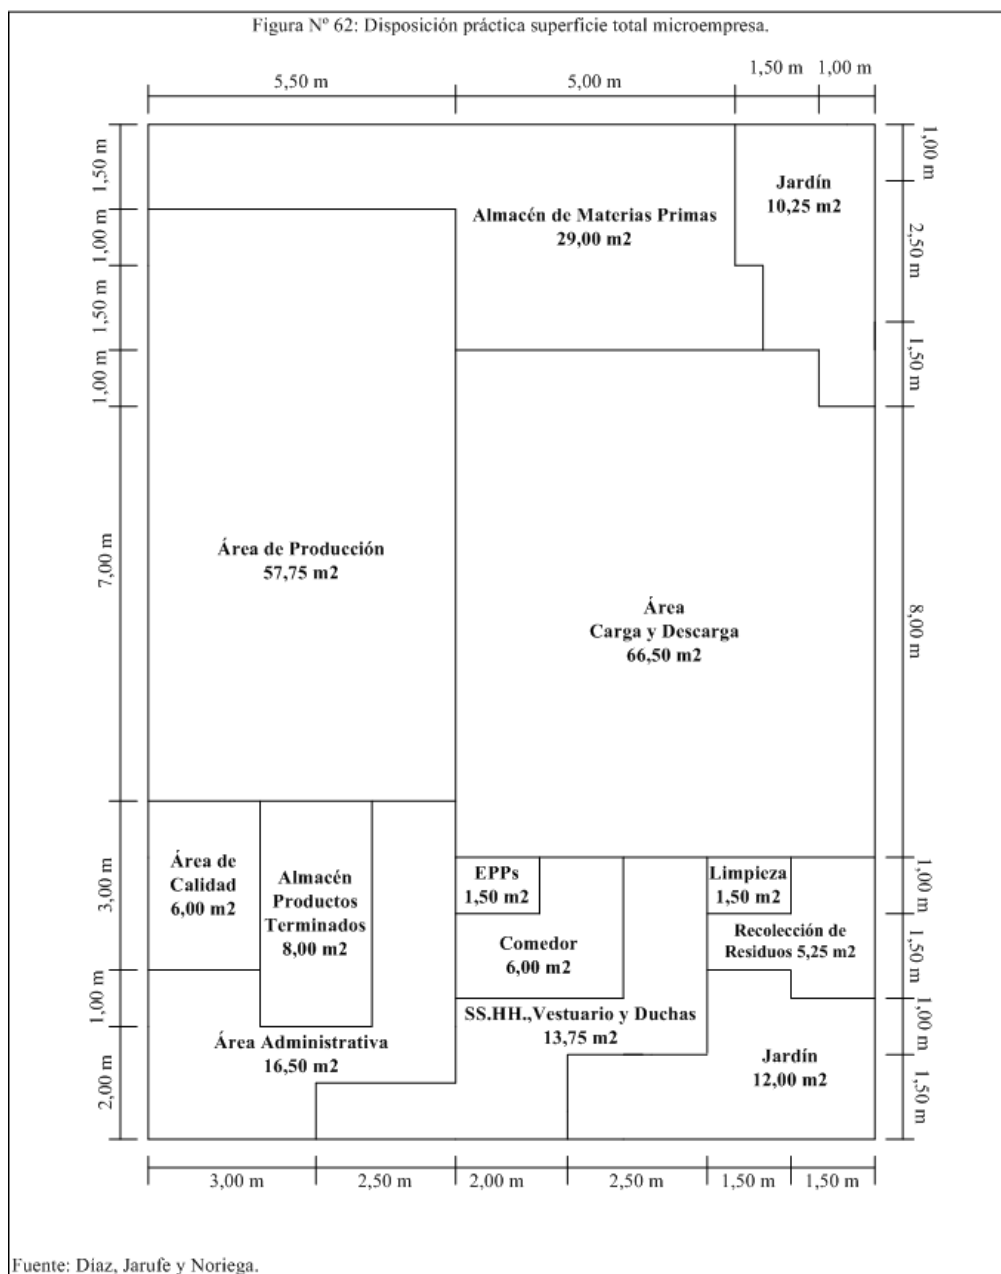 Figura Nº 62: Disposición práctica superficie total microempresa.
5,50 m
5,00 m
1,50 m
1,00 m
1,50 m
1,00 m
1,50 m
1,00 m
7,00 m
3,00 m
1,00 m
2,00 m
Almacén de Materias Primas
29,00 m2
Jardín
10,25 m2
Área de Producción
57,75 m2
Área
Carga y Descarga
66,50 m2
Área de
Calidad
6,00 m2
Almacén
Productos
Terminados
8,00 m2
EPPs
1,50 m2
Limpieza
1,50 m2
Comedor
6,00 m2
Recolección de
Residuos 5,25 m2
SS.HH.,Vestuario y Duchas
13,75 m2
Área Administrativa
16,50 m2
Jardín
12,00 m2
1,00 m
2,50 m
1,50 m
8,00 m
1,00 m
1,50 m
1,00 m
1,50 m
3,00 m
2,50 m
2,00 m
2,50 m
1,50 m
1,50 m
Fuente: Díaz, Jarufe y Noriega.